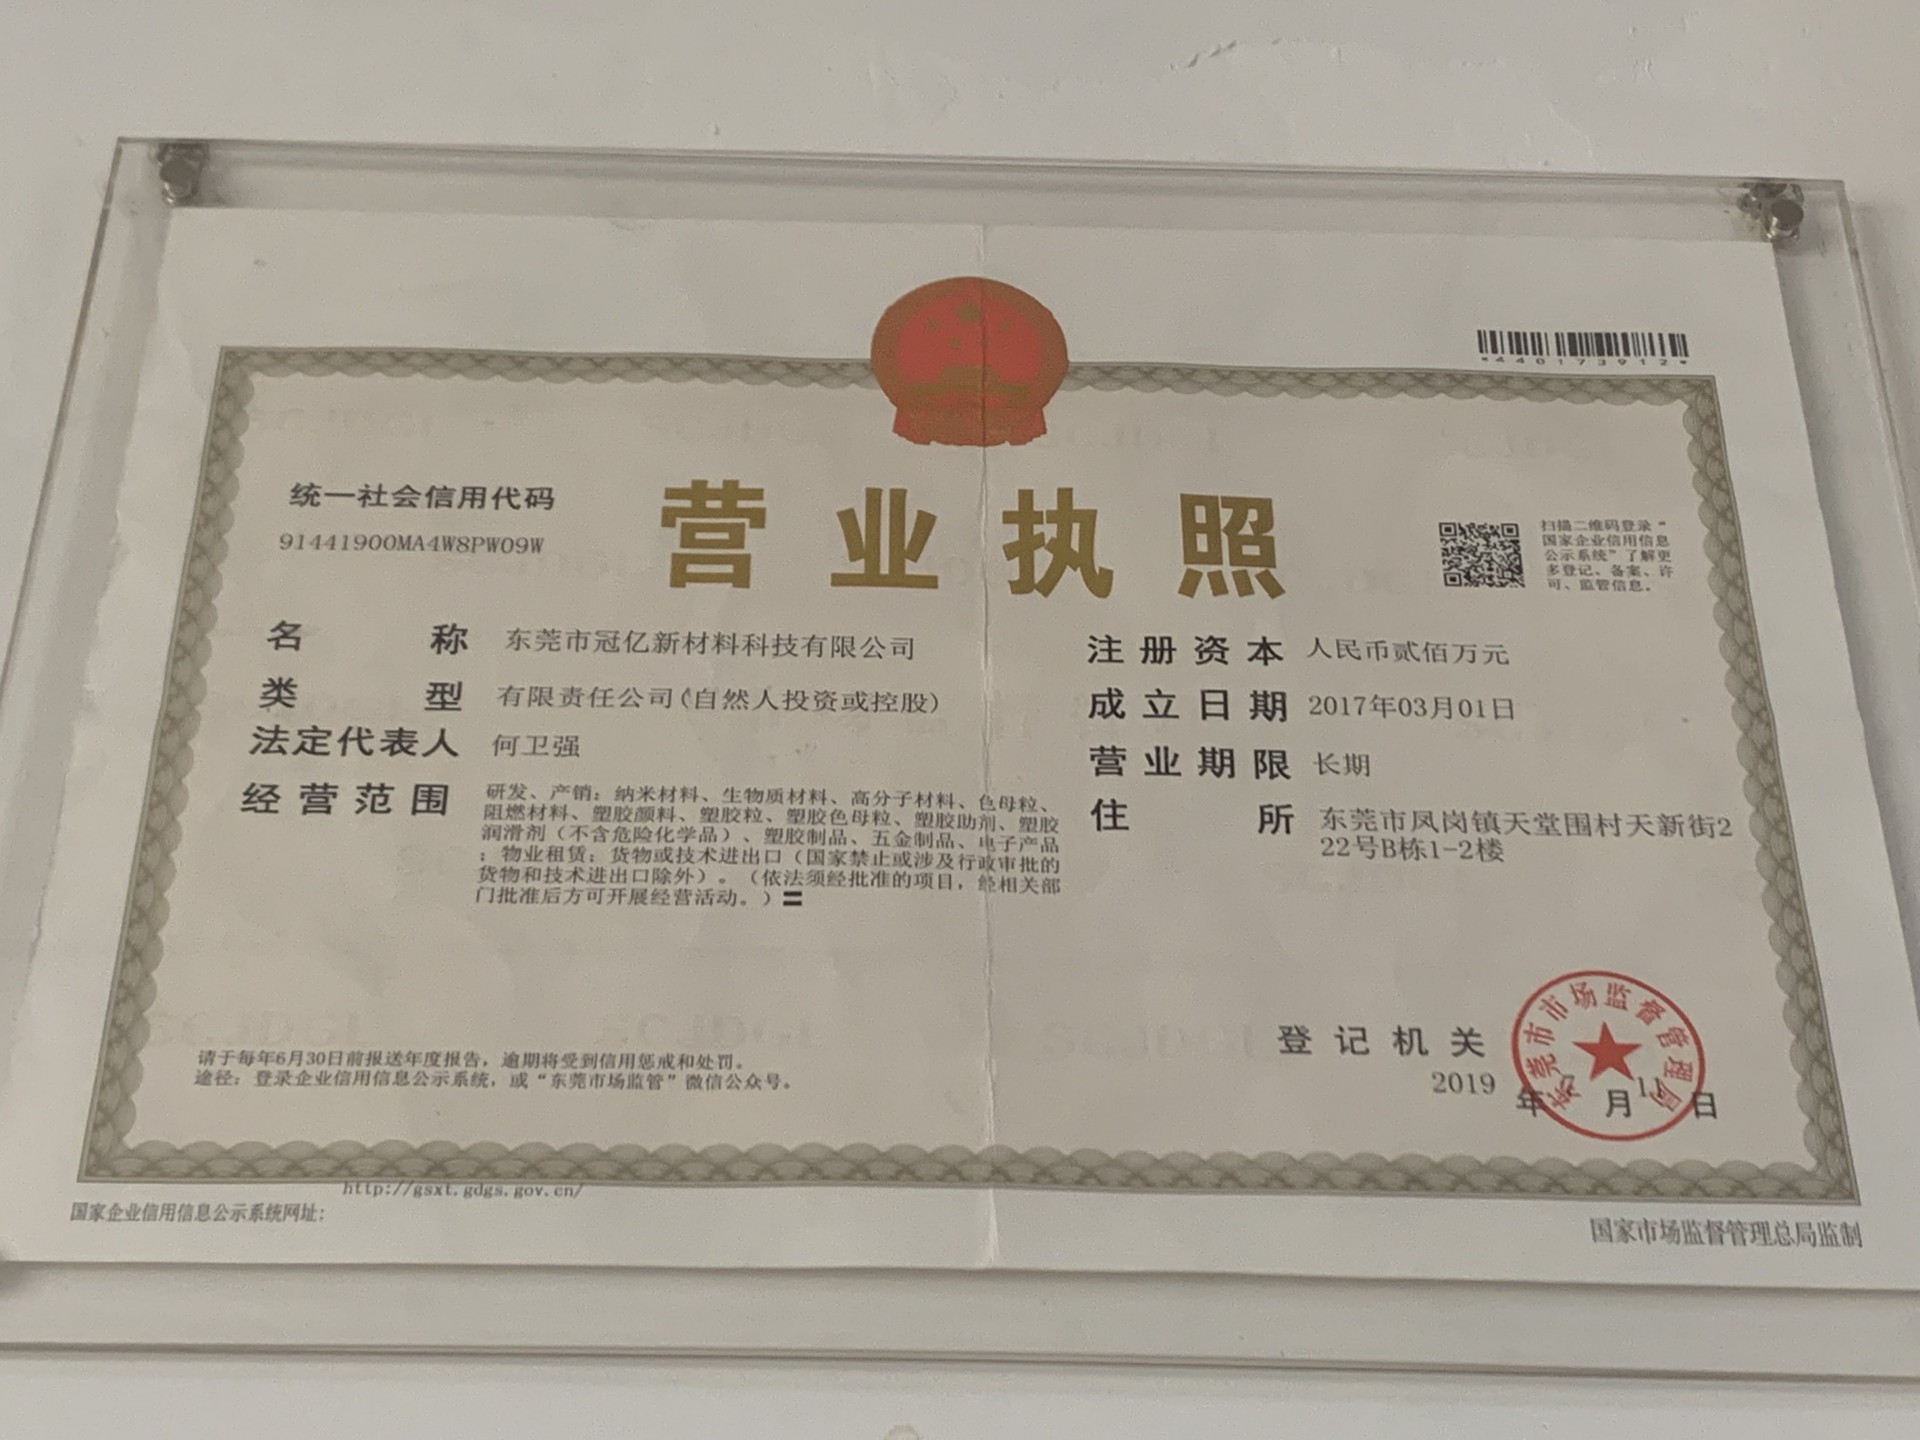 *440173912*
统一社会信用代码
91441900MA4W8PW09W
营业执照
扫描二维码登录“
国家企业信用信息
公示系统”了解更
多登记、备案、许
可、监管信息。
名称 东莞市冠亿新材料科技有限公司
类型 有限责任公司(自然人投资或控股)
法定代表人 何卫强
经营范围 研发、产销：纳米材料、生物质材料、高分子材料、色母粒、
阻燃材料、塑胶颜料、塑胶粒、塑胶色母粒、塑胶助剂、塑胶
润滑剂（不含危险化学品）、塑胶制品、五金制品、电子产品
；物业租赁；货物或技术进出口（国家禁止或涉及行政审批的
货物和技术进出口除外）。（依法须经批准的项目，经相关部
门批准后方可开展经营活动。）〓
注册资本 人民币贰佰万元
成立日期 2017年03月01日
营业期限 长期
住所 东莞市凤岗镇天堂围村天新街2
22号B栋1-2楼
请于每年6月30日前报送年度报告，逾期将受到信用惩戒和处罚。
途径：登录企业信用信息公示系统，或“东莞市场监管”微信公众号。
登记机关
东莞市市场监督管理局
2019年7月11日
http://gsxt.gdgs.gov.cn/
国家企业信用信息公示系统网址：
国家市场监督管理总局监制